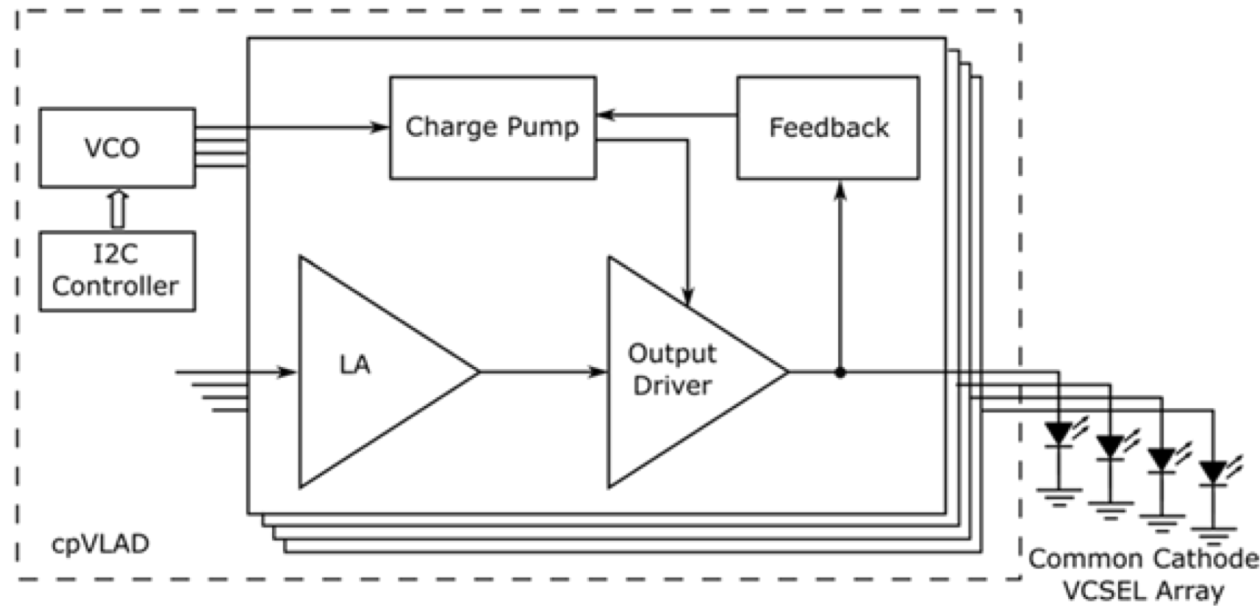 Charge Pump
Feedback
VCO
I2C
Controller
LA
Output
Driver
cpVLAD
Common Cathode
VCSEL Array